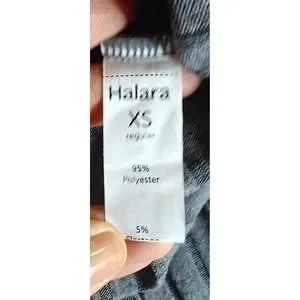 Halara
XS
regular
95%
Polyester
5%